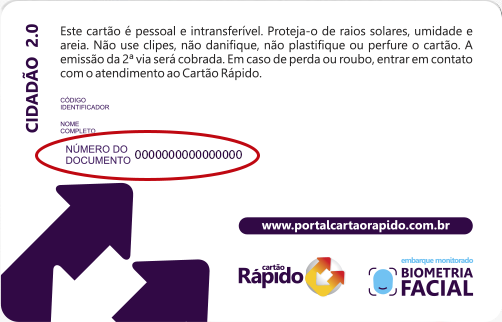 CIDADÃO 2.0
Este cartão é pessoal e intransferível. Proteja-o de raios solares, umidade e
areia. Não use clipes, não danifique, não plastifique ou perfure o cartão. A
emissão da 2ª via será cobrada. Em caso de perda ou roubo, entrar em contato
com o atendimento ao Cartão Rápido.
CÓDIGO
IDENTIFICADOR
NOME
COMPLETO
NÚMERO DO
DOCUMENTO 0000000000000000
www.portalcartaorapido.com.br
cartão
Rápido
embarque monitorado
BIOMETRIA
FACIAL